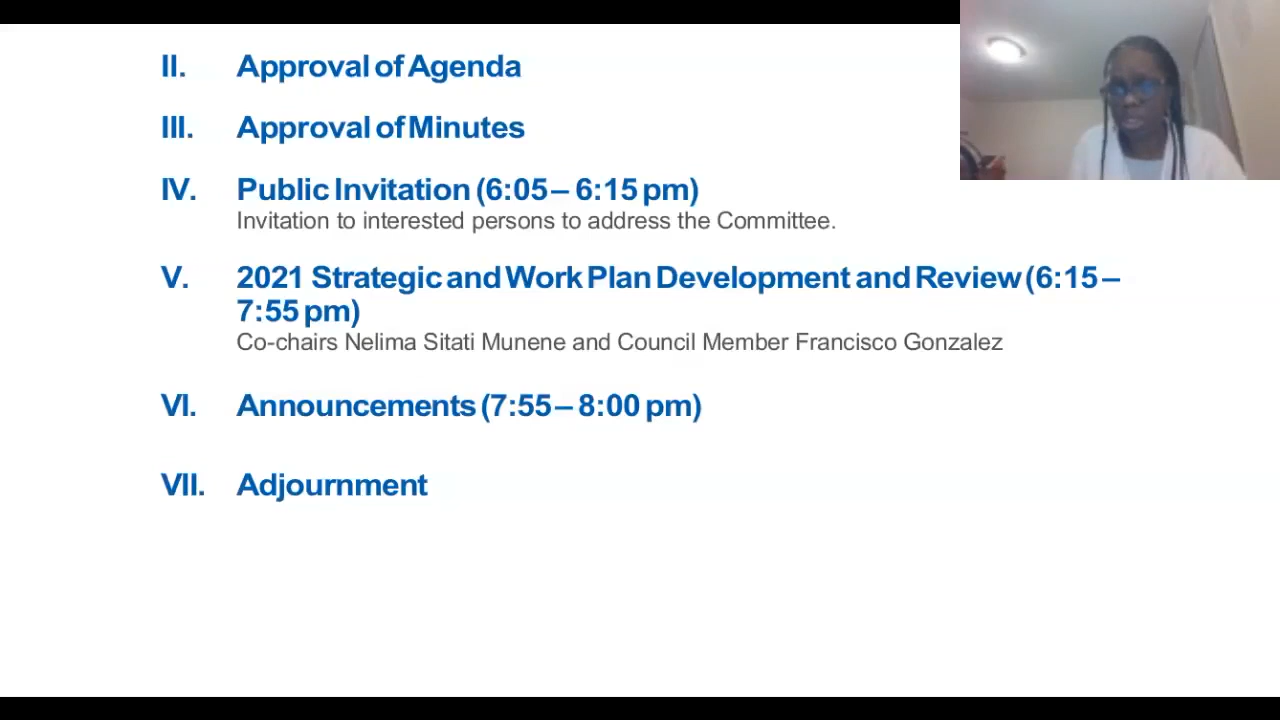 II. Approval of Agenda
III. Approval of Minutes
IV. Public Invitation (6:05 – 6:15 pm)
Invitation to interested persons to address the Committee.
V. 2021 Strategic and Work Plan Development and Review (6:15 –
7:55 pm)
Co-chairs Nelima Sitati Munene and Council Member Francisco Gonzalez
VI. Announcements (7:55 – 8:00 pm)
VII. Adjournment